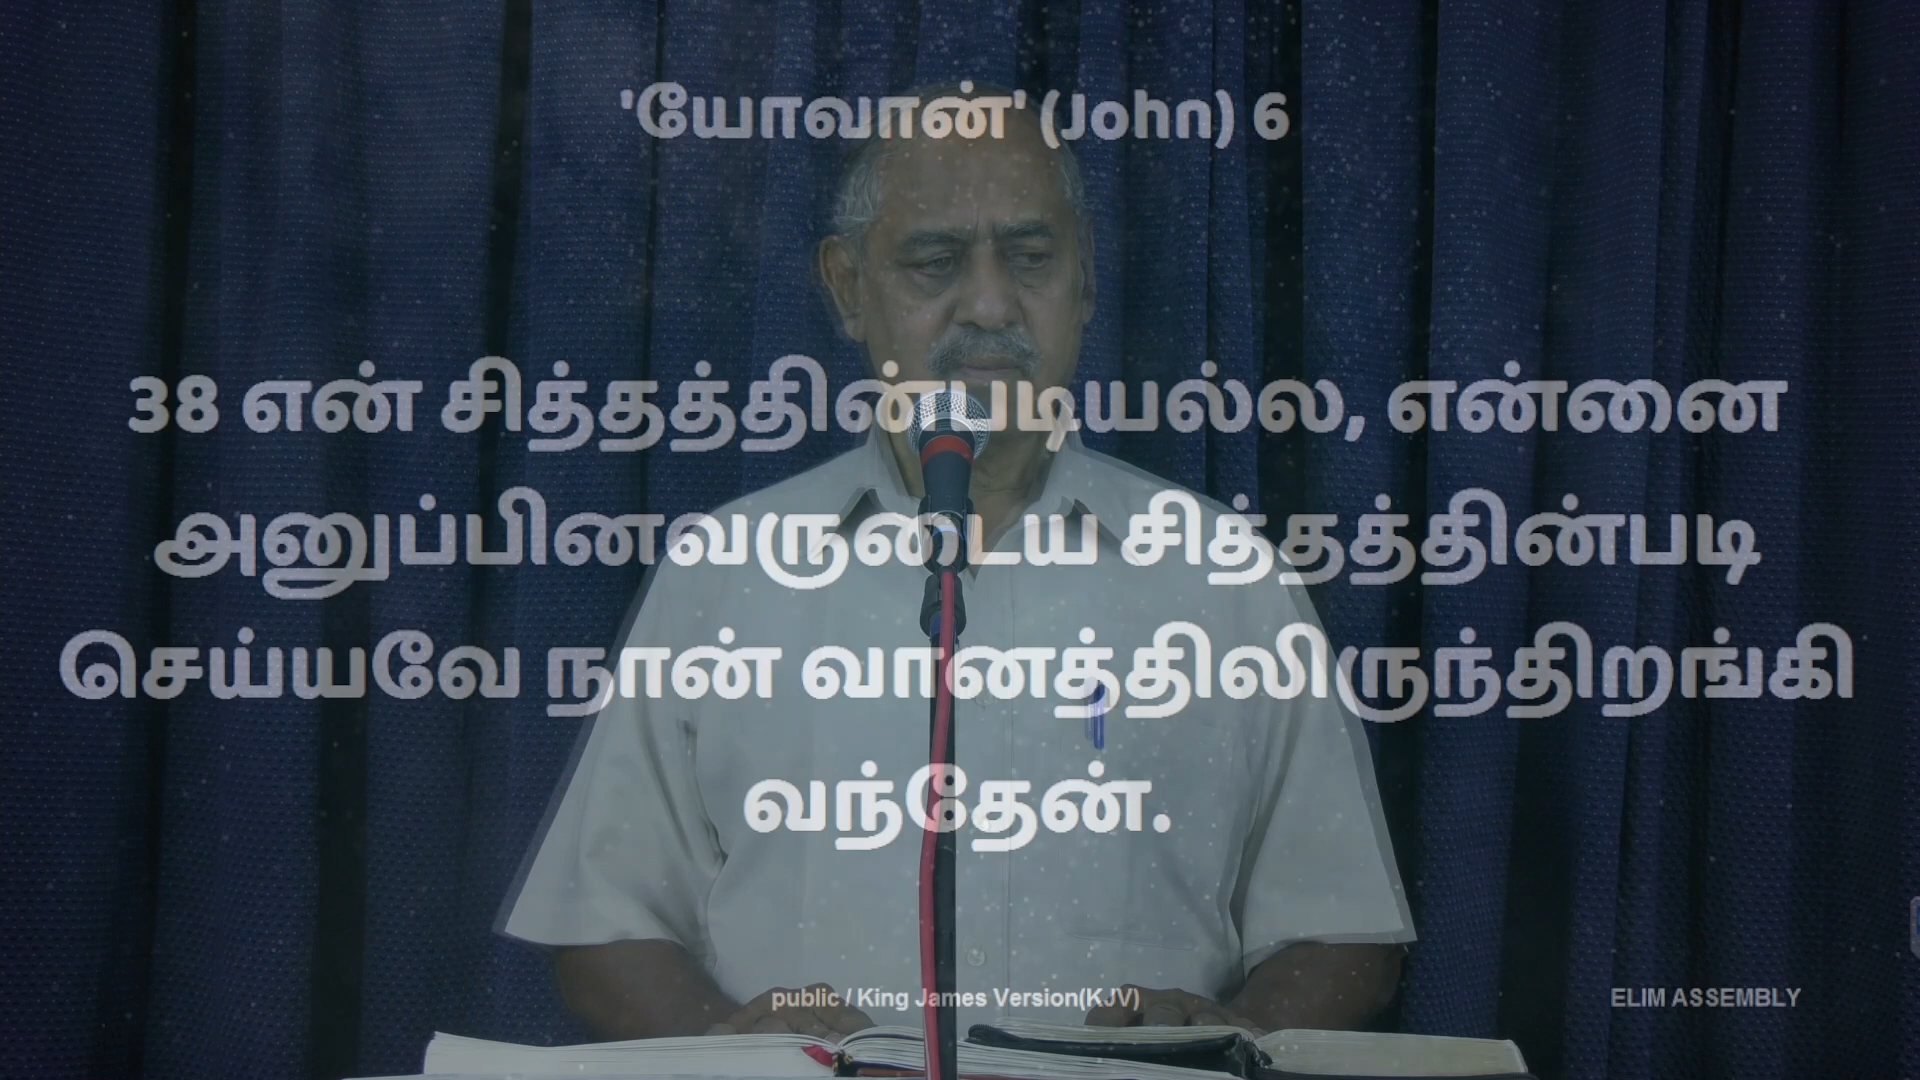 'யோவான்' (John) 6
38 என் சித்தத்தின்படியல்ல, என்னை
அனுப்பினவருடைய சித்தத்தின்படி
செய்யவே நான் வானத்திலிருந்திறங்கி
வந்தேன்.
public / King James Version(KJV)
ELIM ASSEMBLY